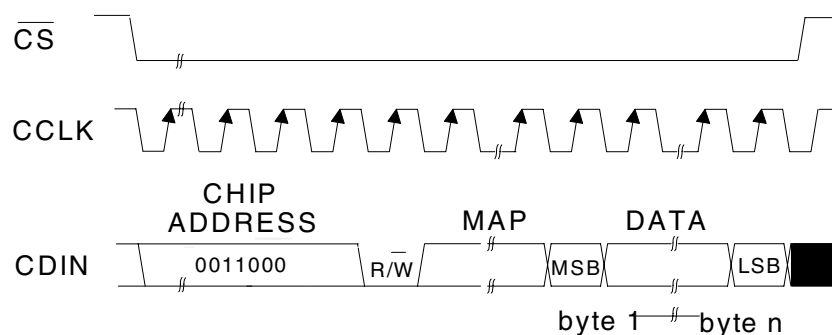 CS
CCLK
CHIP
ADDRESS
MAP
DATA
CDIN
0011000
R/W
MSB
LSB
byte 1
byte n